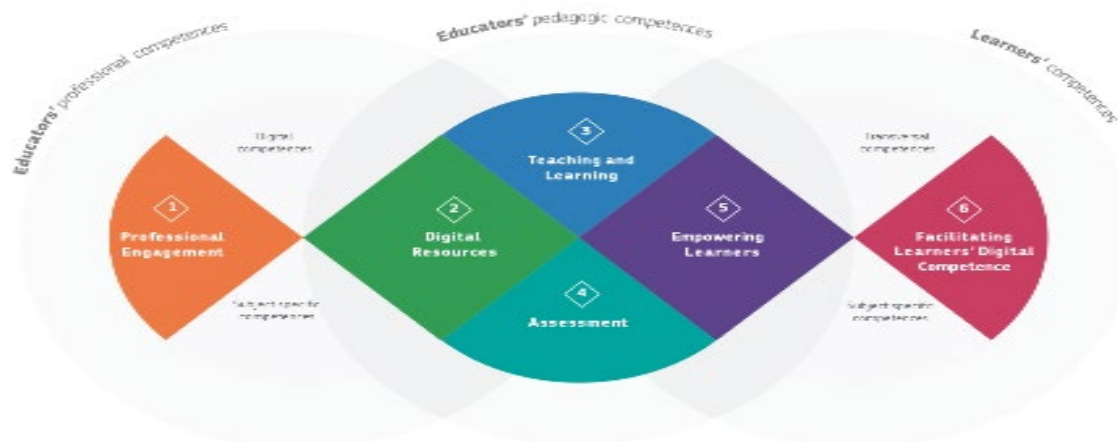 Educators' professional competences
Educators' pedagogic competences
Learners' competences
Digital
competences
Subject specific
competences
1
Professional
Engagement
2
Digital
Resources
3
Teaching and
Learning
4
Assessment
5
Empowering
Learners
Transversal
competences
Subject specific
competences
6
Facilitating
Learners' Digital
Competence